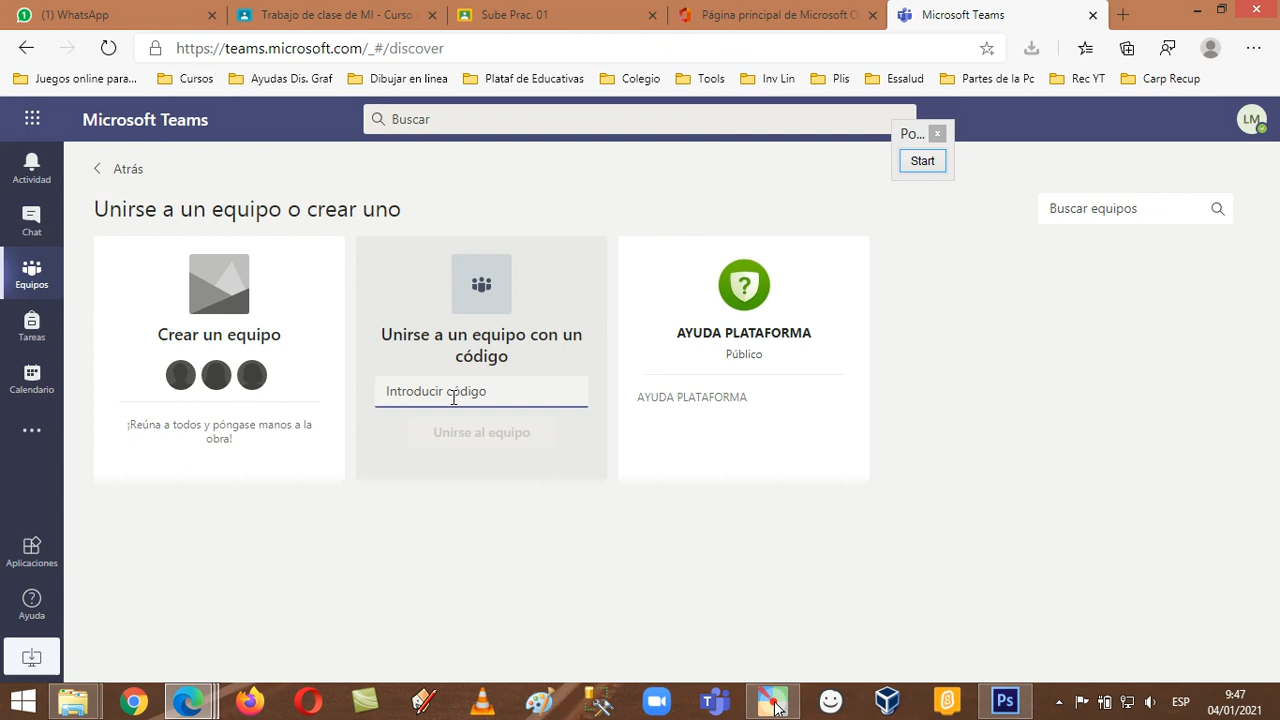 (1) WhatsApp
Trabajo de clase de MI - Curso
Sube Prac. 01
Página principal de Microsoft O
Microsoft Teams
https://teams.microsoft.com/_#/discover
Juegos online para...
Cursos
Ayudas Dis. Graf
Dibujar en linea
Plataf de Educativas
Colegio
Tools
Inv Lin
Plis
Essalud
Partes de la Pc
Rec YT
Carp Recup
Microsoft Teams
Buscar
LM
Po...
Start
Actividad
Chat
Equipos
Tareas
Calendario
Aplicaciones
Ayuda
Atrás
Unirse a un equipo o crear uno
Buscar equipos
Crear un equipo
¡Reúna a todos y póngase manos a la
obra!
Unirse a un equipo con un
código
Introducir código
Unirse al equipo
AYUDA PLATAFORMA
Público
AYUDA PLATAFORMA
Ps
ESP
9:47
04/01/2021